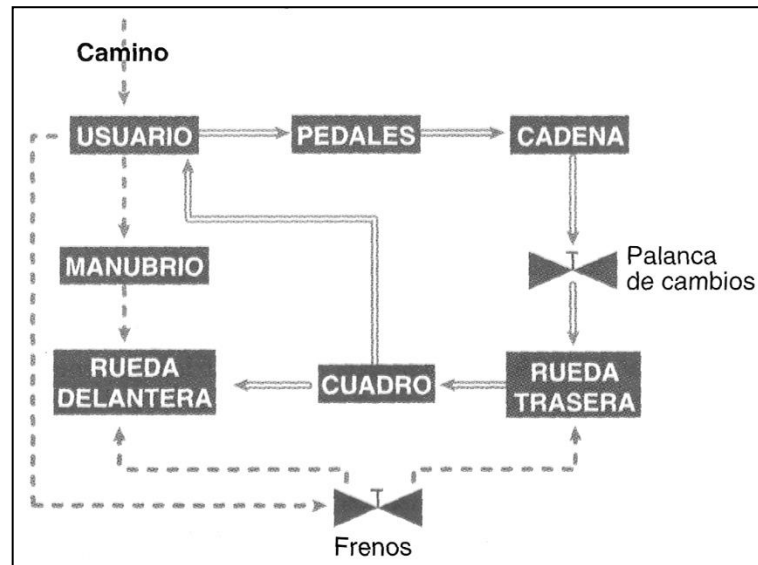 Camino
USUARIO
PEDALES
CADENA
MANUBRIO
Palanca
de cambios
RUEDA
DELANTERA
CUADRO
RUEDA
TRASERA
Frenos